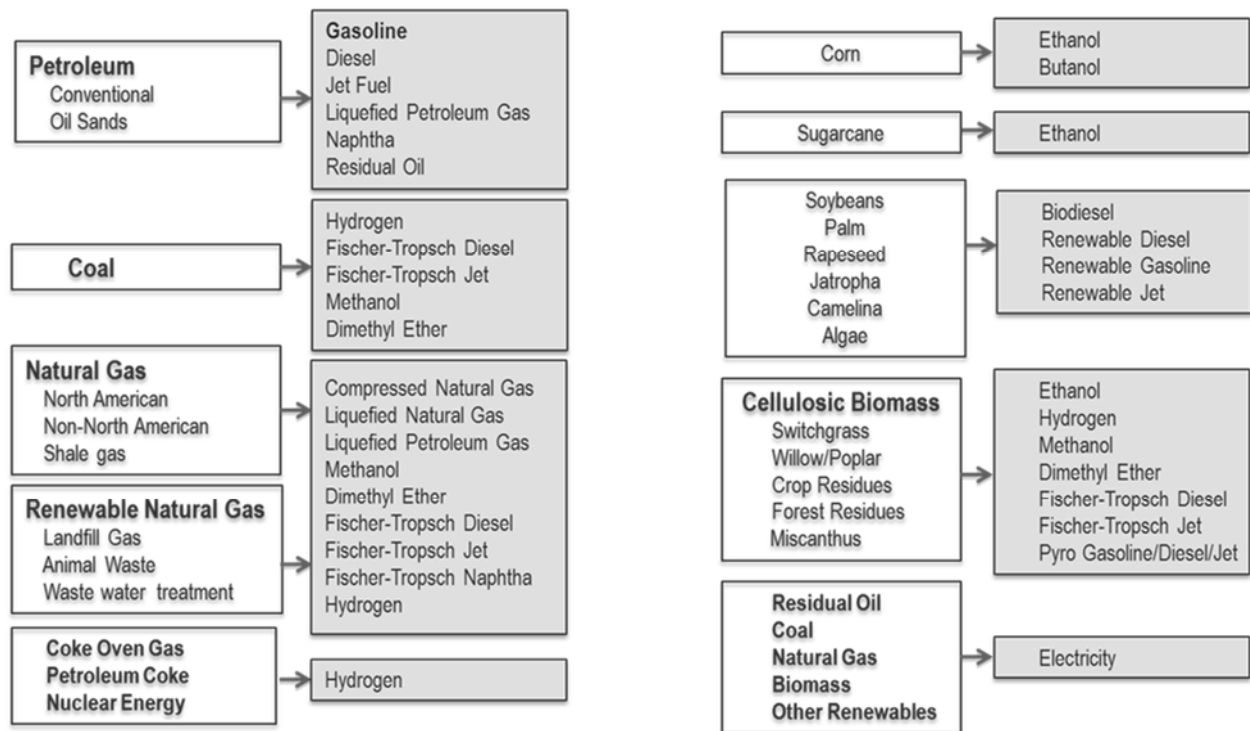 Petroleum
Conventional
Oil Sands
Gasoline
Diesel
Jet Fuel
Liquefied Petroleum Gas
Naphtha
Residual Oil
Coal
Hydrogen
Fischer-Tropsch Diesel
Fischer-Tropsch Jet
Methanol
Dimethyl Ether
Natural Gas
North American
Non-North American
Shale gas
Renewable Natural Gas
Landfill Gas
Animal Waste
Waste water treatment
Compressed Natural Gas
Liquefied Natural Gas
Liquefied Petroleum Gas
Methanol
Dimethyl Ether
Fischer-Tropsch Diesel
Fischer-Tropsch Jet
Fischer-Tropsch Naphtha
Hydrogen
Coke Oven Gas
Petroleum Coke
Nuclear Energy
Hydrogen
Corn
Ethanol
Butanol
Sugarcane
Ethanol
Soybeans
Palm
Rapeseed
Jatropha
Camelina
Algae
Biodiesel
Renewable Diesel
Renewable Gasoline
Renewable Jet
Cellulosic Biomass
Switchgrass
Willow/Poplar
Crop Residues
Forest Residues
Miscanthus
Ethanol
Hydrogen
Methanol
Dimethyl Ether
Fischer-Tropsch Diesel
Fischer-Tropsch Jet
Pyro Gasoline/Diesel/Jet
Residual Oil
Coal
Natural Gas
Biomass
Other Renewables
Electricity